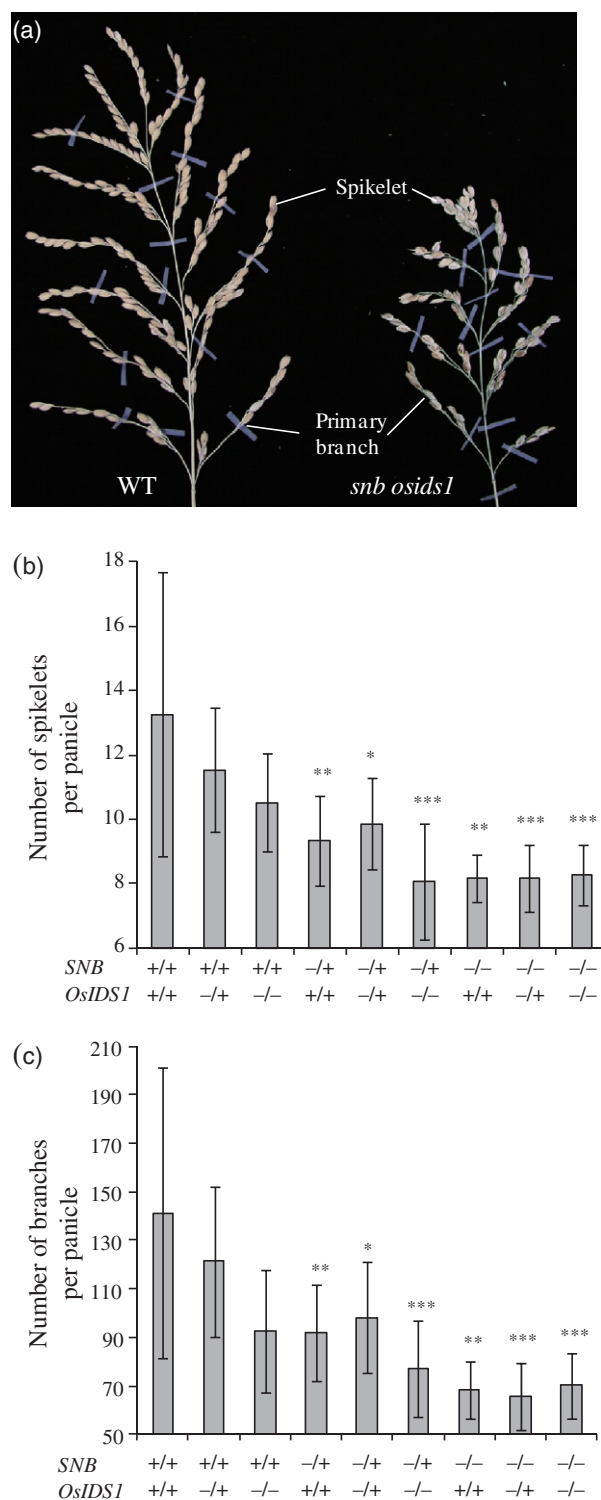 (a)
Spikelet
Primary
branch
WT
snb osids1
(b)
Number of spikelets
per panicle
18
16
14
12
10
8
6
** * *** ** *** ***
SNB +/+ +/+ +/+ –/+ –/+ –/+ –/– –/– –/–
OsIDS1 +/+ –/+ –/– +/+ –/+ –/– +/+ –/+ –/–
(c)
Number of branches
per panicle
210
190
170
150
130
110
90
70
50
** * *** ** *** ***
SNB +/+ +/+ +/+ –/+ –/+ –/+ –/– –/– –/–
OsIDS1 +/+ –/+ –/– +/+ –/+ –/– +/+ –/+ –/–